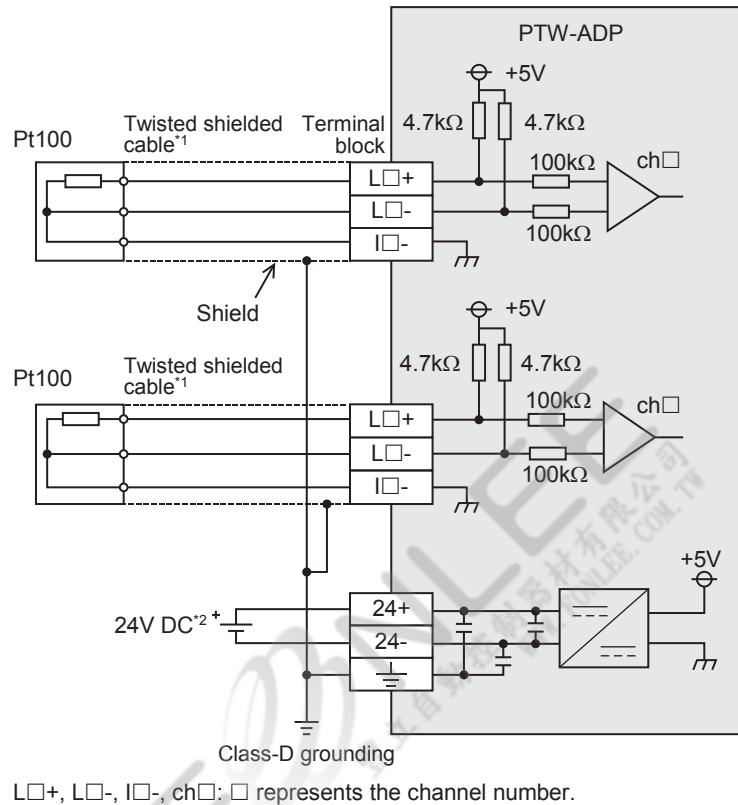 PTW-ADP
+5V
Pt100
Twisted shielded
cable*1
Terminal
block
4.7kΩ
4.7kΩ
L□+
L□-
I□-
100kΩ
100kΩ
ch□
Shield
+5V
Pt100
Twisted shielded
cable*1
4.7kΩ
4.7kΩ
L□+
L□-
I□-
100kΩ
100kΩ
ch□
24V DC*2 +
24+
24-
+5V
Class-D grounding
L□+, L□-, I□-, ch□: □ represents the channel number.